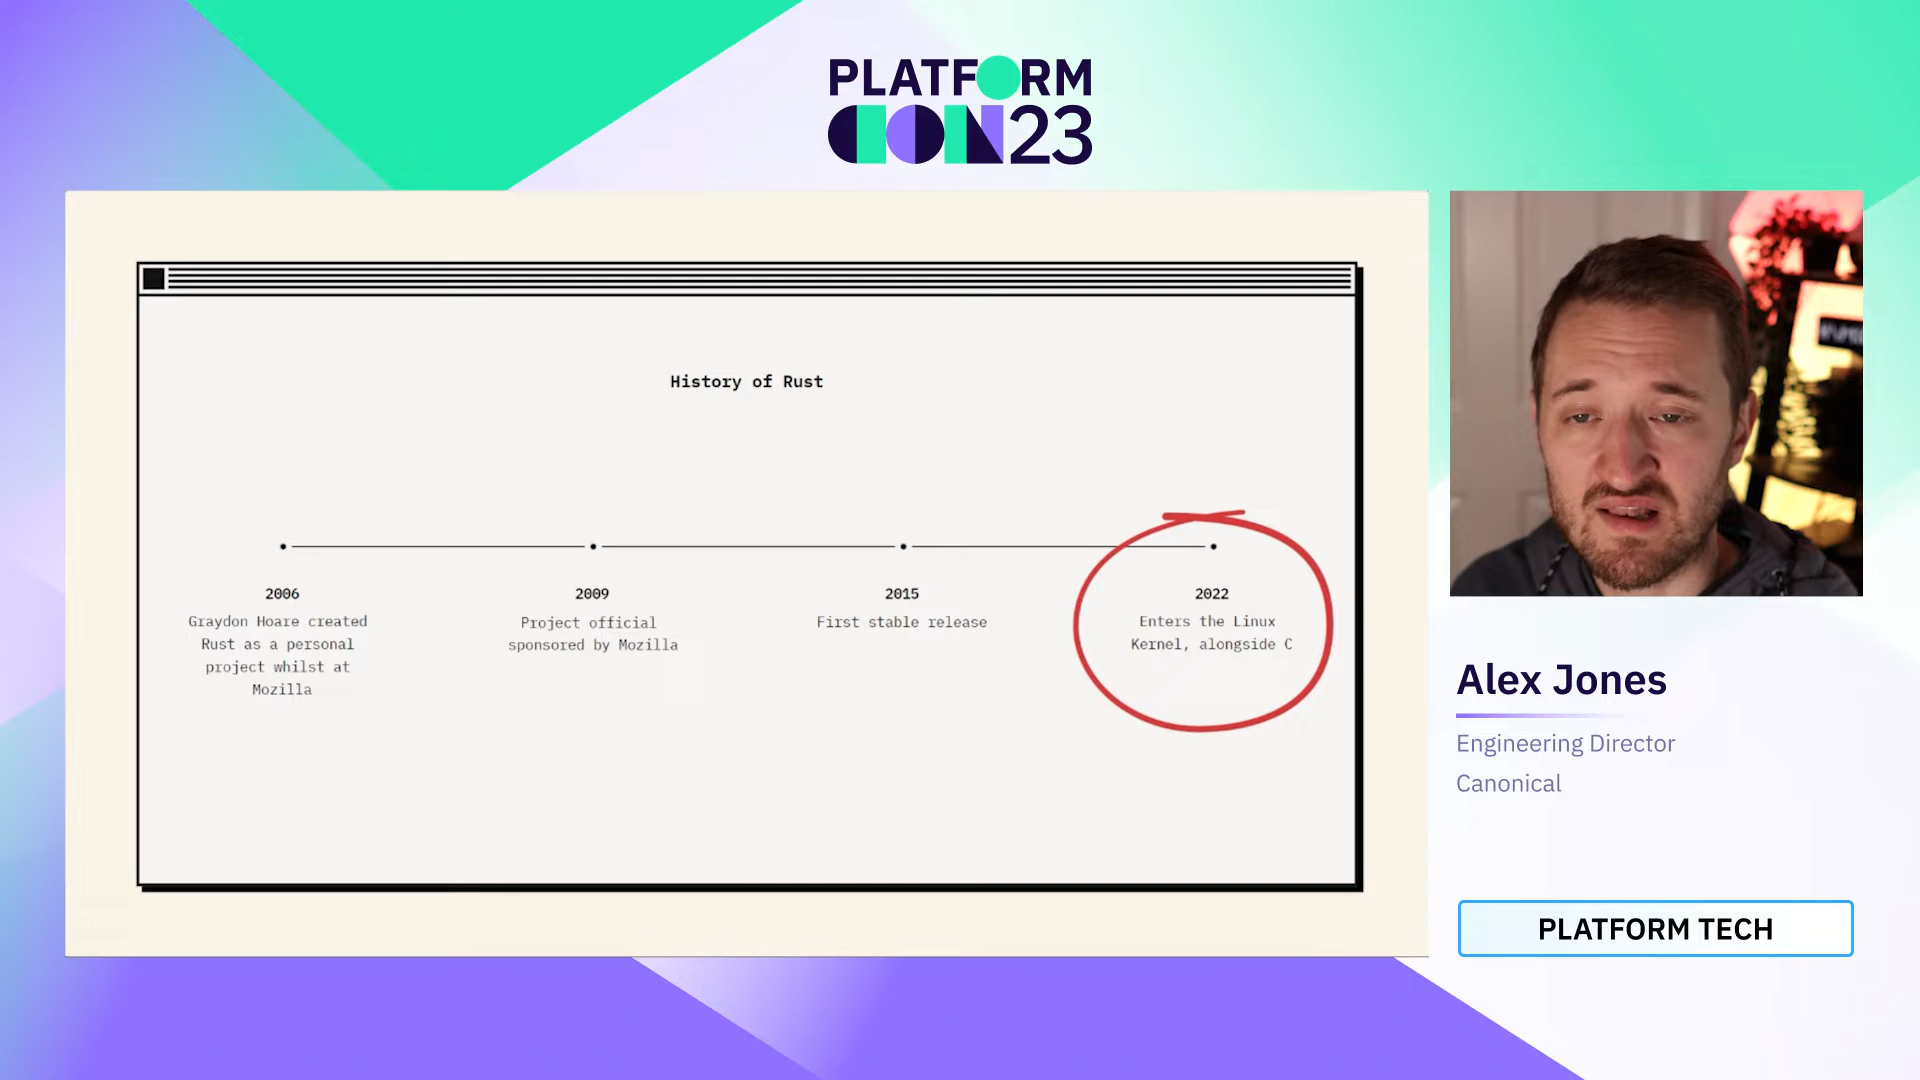 PLATFORM
CON23
History of Rust
2006
Graydon Hoare created
Rust as a personal
project whilst at
Mozilla
2009
Project official
sponsored by Mozilla
2015
First stable release
2022
Enters the Linux
Kernel, alongside C
Alex Jones
Engineering Director
Canonical
PLATFORM TECH